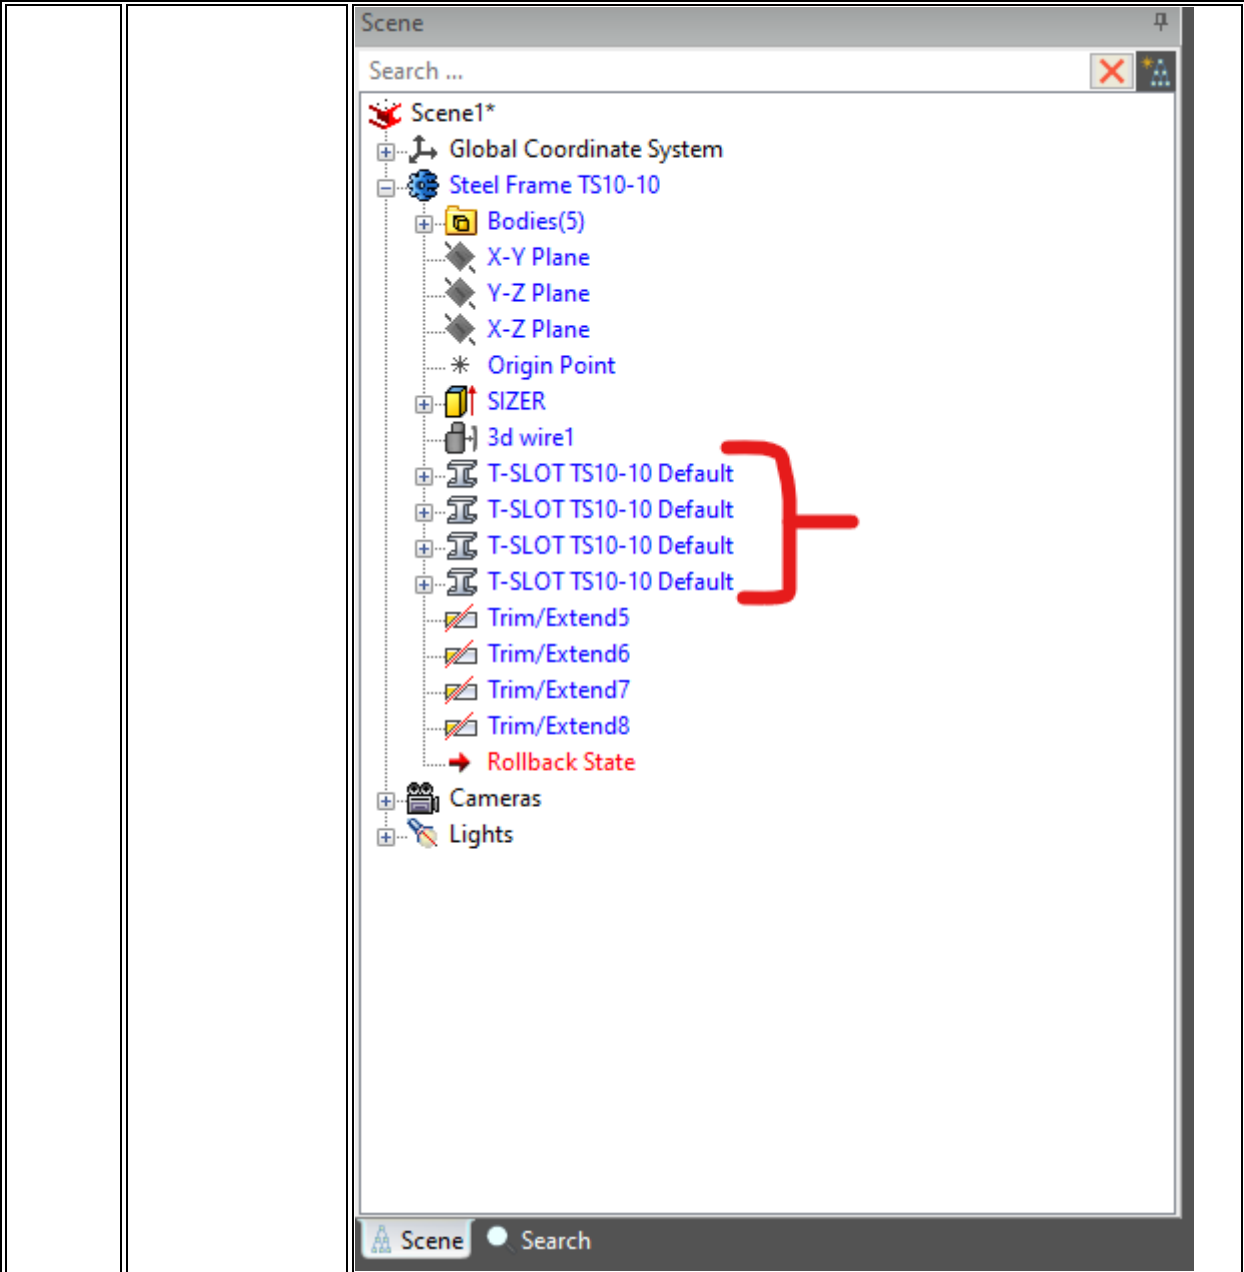 Scene
Search ...
Scene1*
Global Coordinate System
Steel Frame TS10-10
Bodies(5)
X-Y Plane
Y-Z Plane
X-Z Plane
Origin Point
SIZER
3d wire1
T-SLOT TS10-10 Default
T-SLOT TS10-10 Default
T-SLOT TS10-10 Default
T-SLOT TS10-10 Default
Trim/Extend5
Trim/Extend6
Trim/Extend7
Trim/Extend8
Rollback State
Cameras
Lights
Scene Search